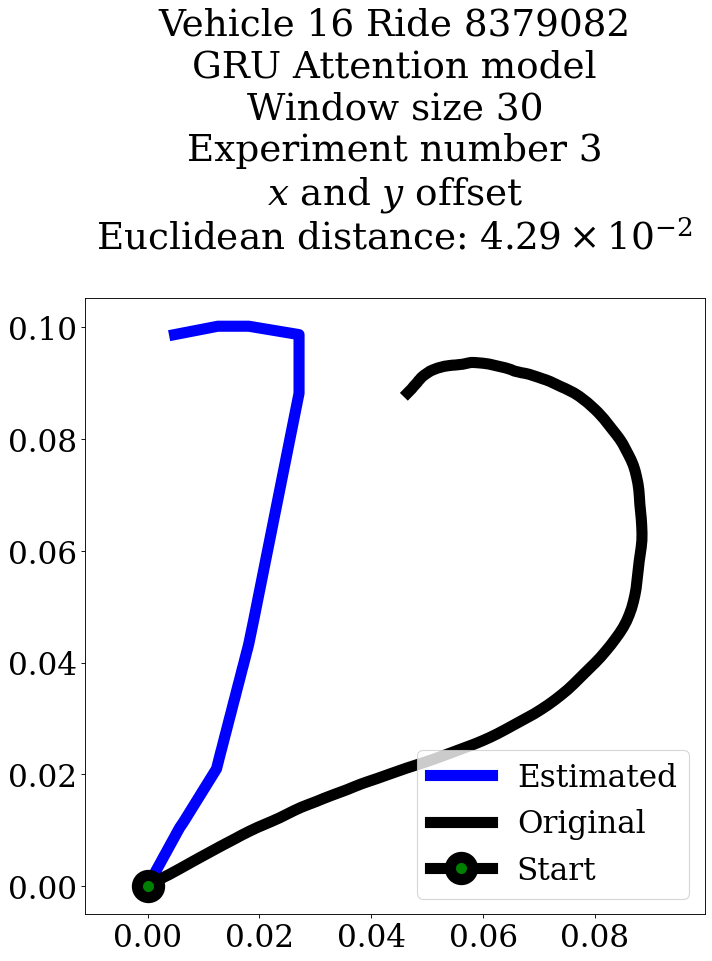 Vehicle 16 Ride 8379082
GRU Attention model
Window size 30
Experiment number 3
x and y offset
Euclidean distance: 4.29 × 10⁻²
0.10
0.08
0.06
0.04
0.02
0.00
Estimated
Original
Start
0.00 0.02 0.04 0.06 0.08